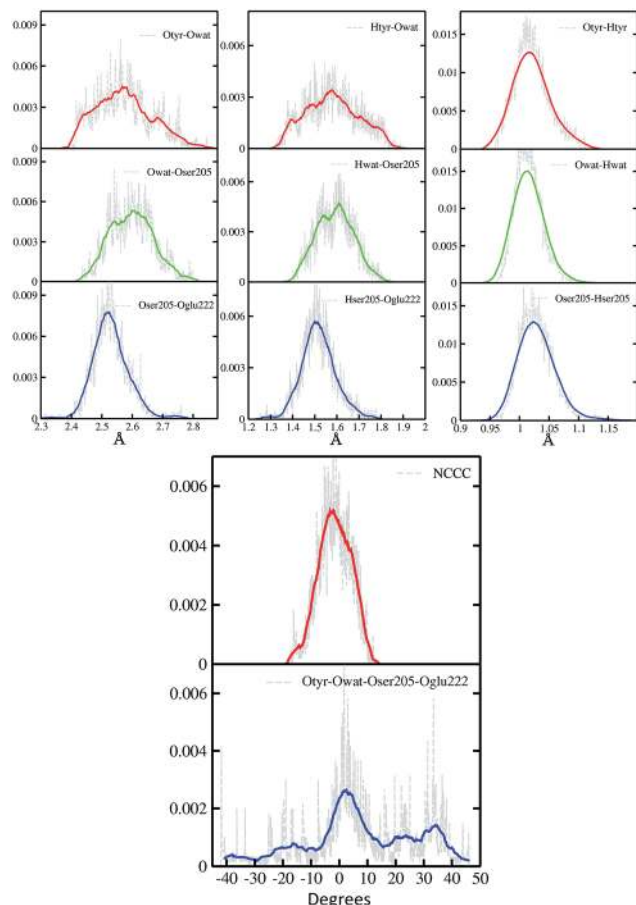 Otyr-Owat
Htyr-Owat
Otyr-Htyr
0.009
0.006
0.003
0
0.006
0.003
0
0.015
0.01
0.005
0
Owat-Oser205
Hwat-Oser205
Owat-Hwat
0.009
0.006
0.003
0
0.006
0.003
0
0.015
0.01
0.005
0
Oser205-Oglu222
Hser205-Oglu222
Oser205-Hser205
0.009
0.006
0.003
0
0.006
0.003
0
0.015
0.01
0.005
0
2.3 2.4 2.5 2.6 2.7 2.8
1.2 1.3 1.4 1.5 1.6 1.7 1.8 1.9 2
0.9 0.95 1 1.05 1.1 1.15
Å Å Å
NCCC
0.006
0.004
0.002
0
Otyr-Owat-Oser205-Oglu222
0.006
0.004
0.002
0
-40 -30 -20 -10 0 10 20 30 40 50
Degrees